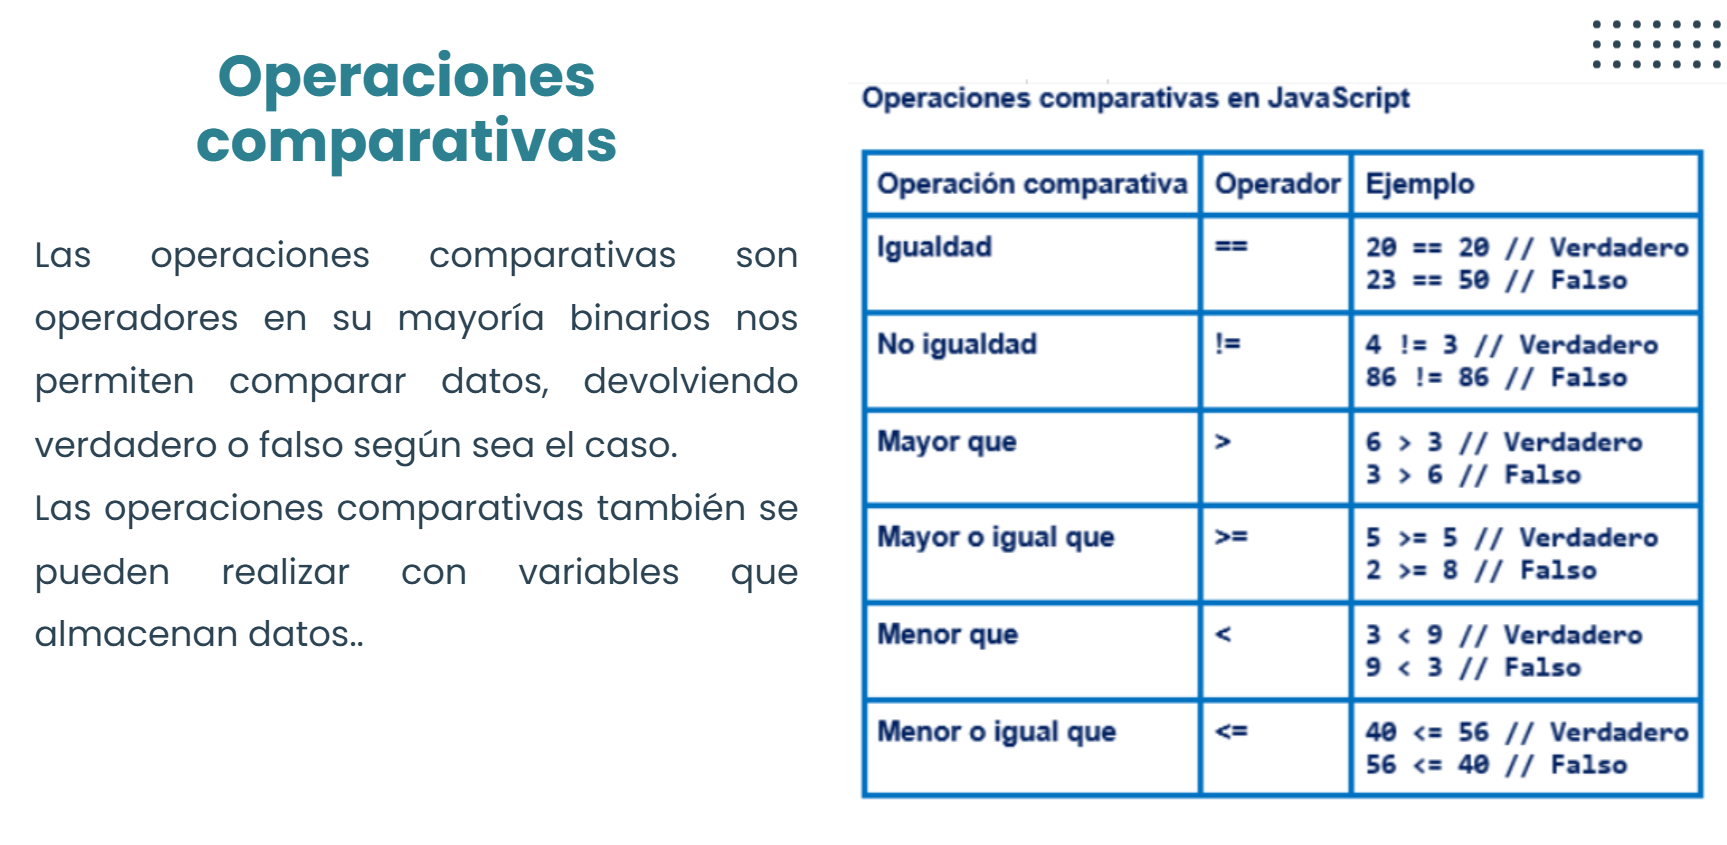 Operaciones
comparativas
Las operaciones comparativas son
operadores en su mayoría binarios nos
permiten comparar datos, devolviendo
verdadero o falso según sea el caso.
Las operaciones comparativas también se
pueden realizar con variables que
almacenan datos..
Operaciones comparativas en JavaScript
Operación comparativa Operador Ejemplo
Igualdad == 20 == 20 // Verdadero
23 == 50 // Falso
No igualdad != 4 != 3 // Verdadero
86 != 86 // Falso
Mayor que > 6 > 3 // Verdadero
3 > 6 // Falso
Mayor o igual que >= 5 >= 5 // Verdadero
2 >= 8 // Falso
Menor que < 3 < 9 // Verdadero
9 < 3 // Falso
Menor o igual que <= 40 <= 56 // Verdadero
56 <= 40 // Falso